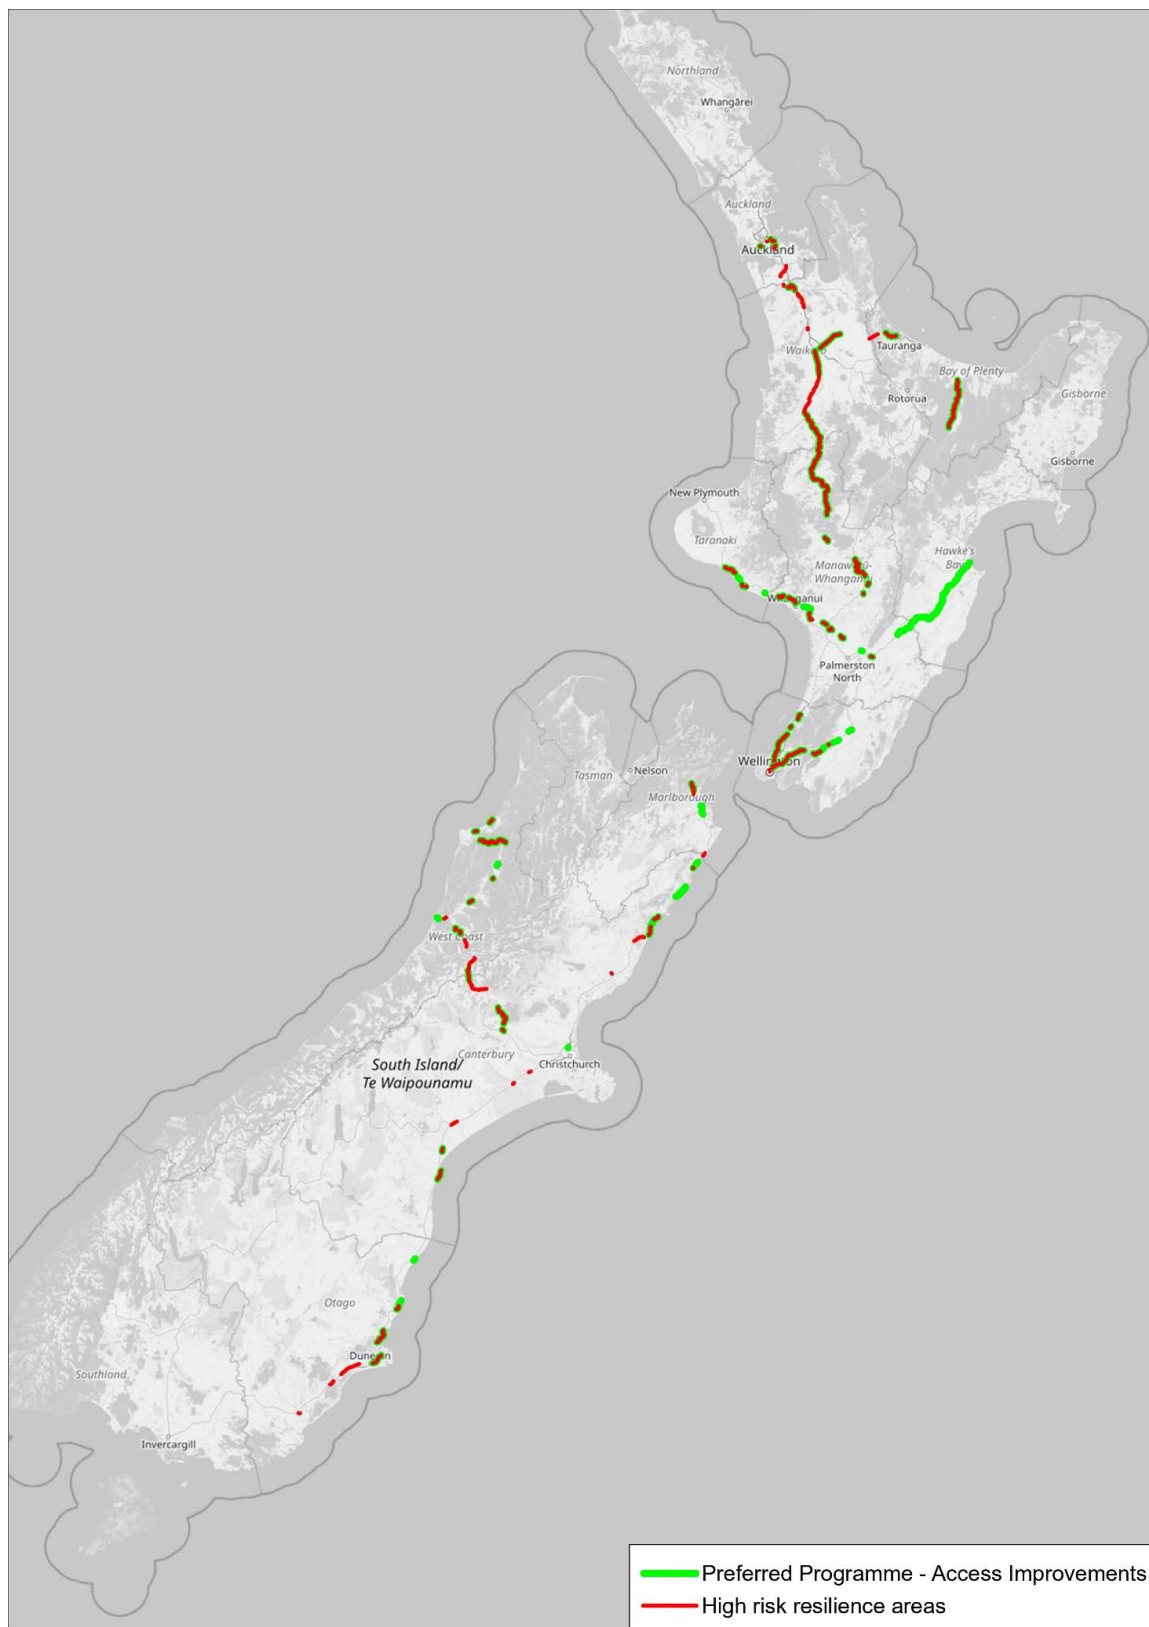 Northland
Whangārei
Auckland
Auckland
Tauranga
Bay of Plenty
Gisborne
Rotorua
Gisborne
New Plymouth
Taranaki
Hawke's
Bay
Palmerston
North
Nelson
Tasman
Marlborough
West Coast
Canterbury
Christchurch
South Island/
Te Waipounamu
Otago
Southland
Invercargill
Preferred Programme - Access Improvements
High risk resilience areas